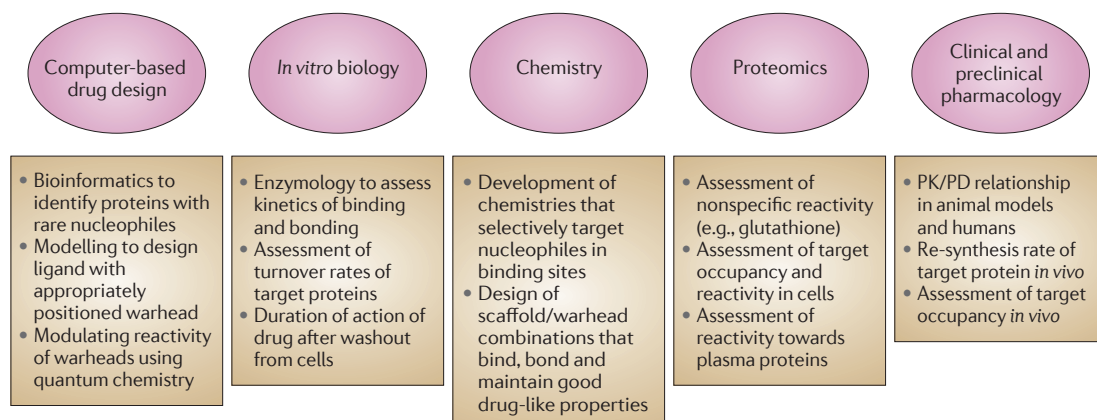 Computer-based
drug design
In vitro biology
Chemistry
Proteomics
Clinical and
preclinical
pharmacology
• Bioinformatics to
identify proteins with
rare nucleophiles
• Modelling to design
ligand with
appropriately
positioned warhead
• Modulating reactivity
of warheads using
quantum chemistry
• Enzymology to assess
kinetics of binding
and bonding
• Assessment of
turnover rates of
target proteins
• Duration of action of
drug after washout
from cells
• Development of
chemistries that
selectively target
nucleophiles in
binding sites
• Design of
scaffold/warhead
combinations that
bind, bond and
maintain good
drug-like properties
• Assessment of
nonspecific reactivity
(e.g., glutathione)
• Assessment of target
occupancy and
reactivity in cells
• Assessment of
reactivity towards
plasma proteins
• PK/PD relationship
in animal models
and humans
• Re-synthesis rate of
target protein in vivo
• Assessment of target
occupancy in vivo